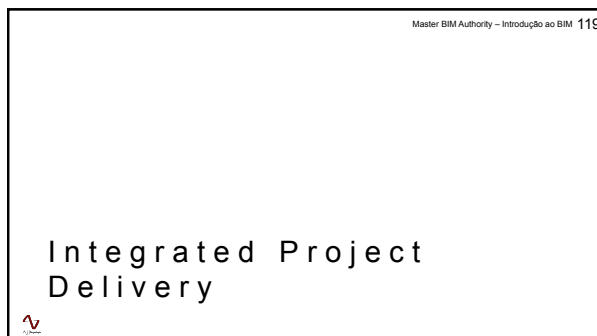 Master BIM Authority – Introdução ao BIM 119
Integrated Project
Delivery